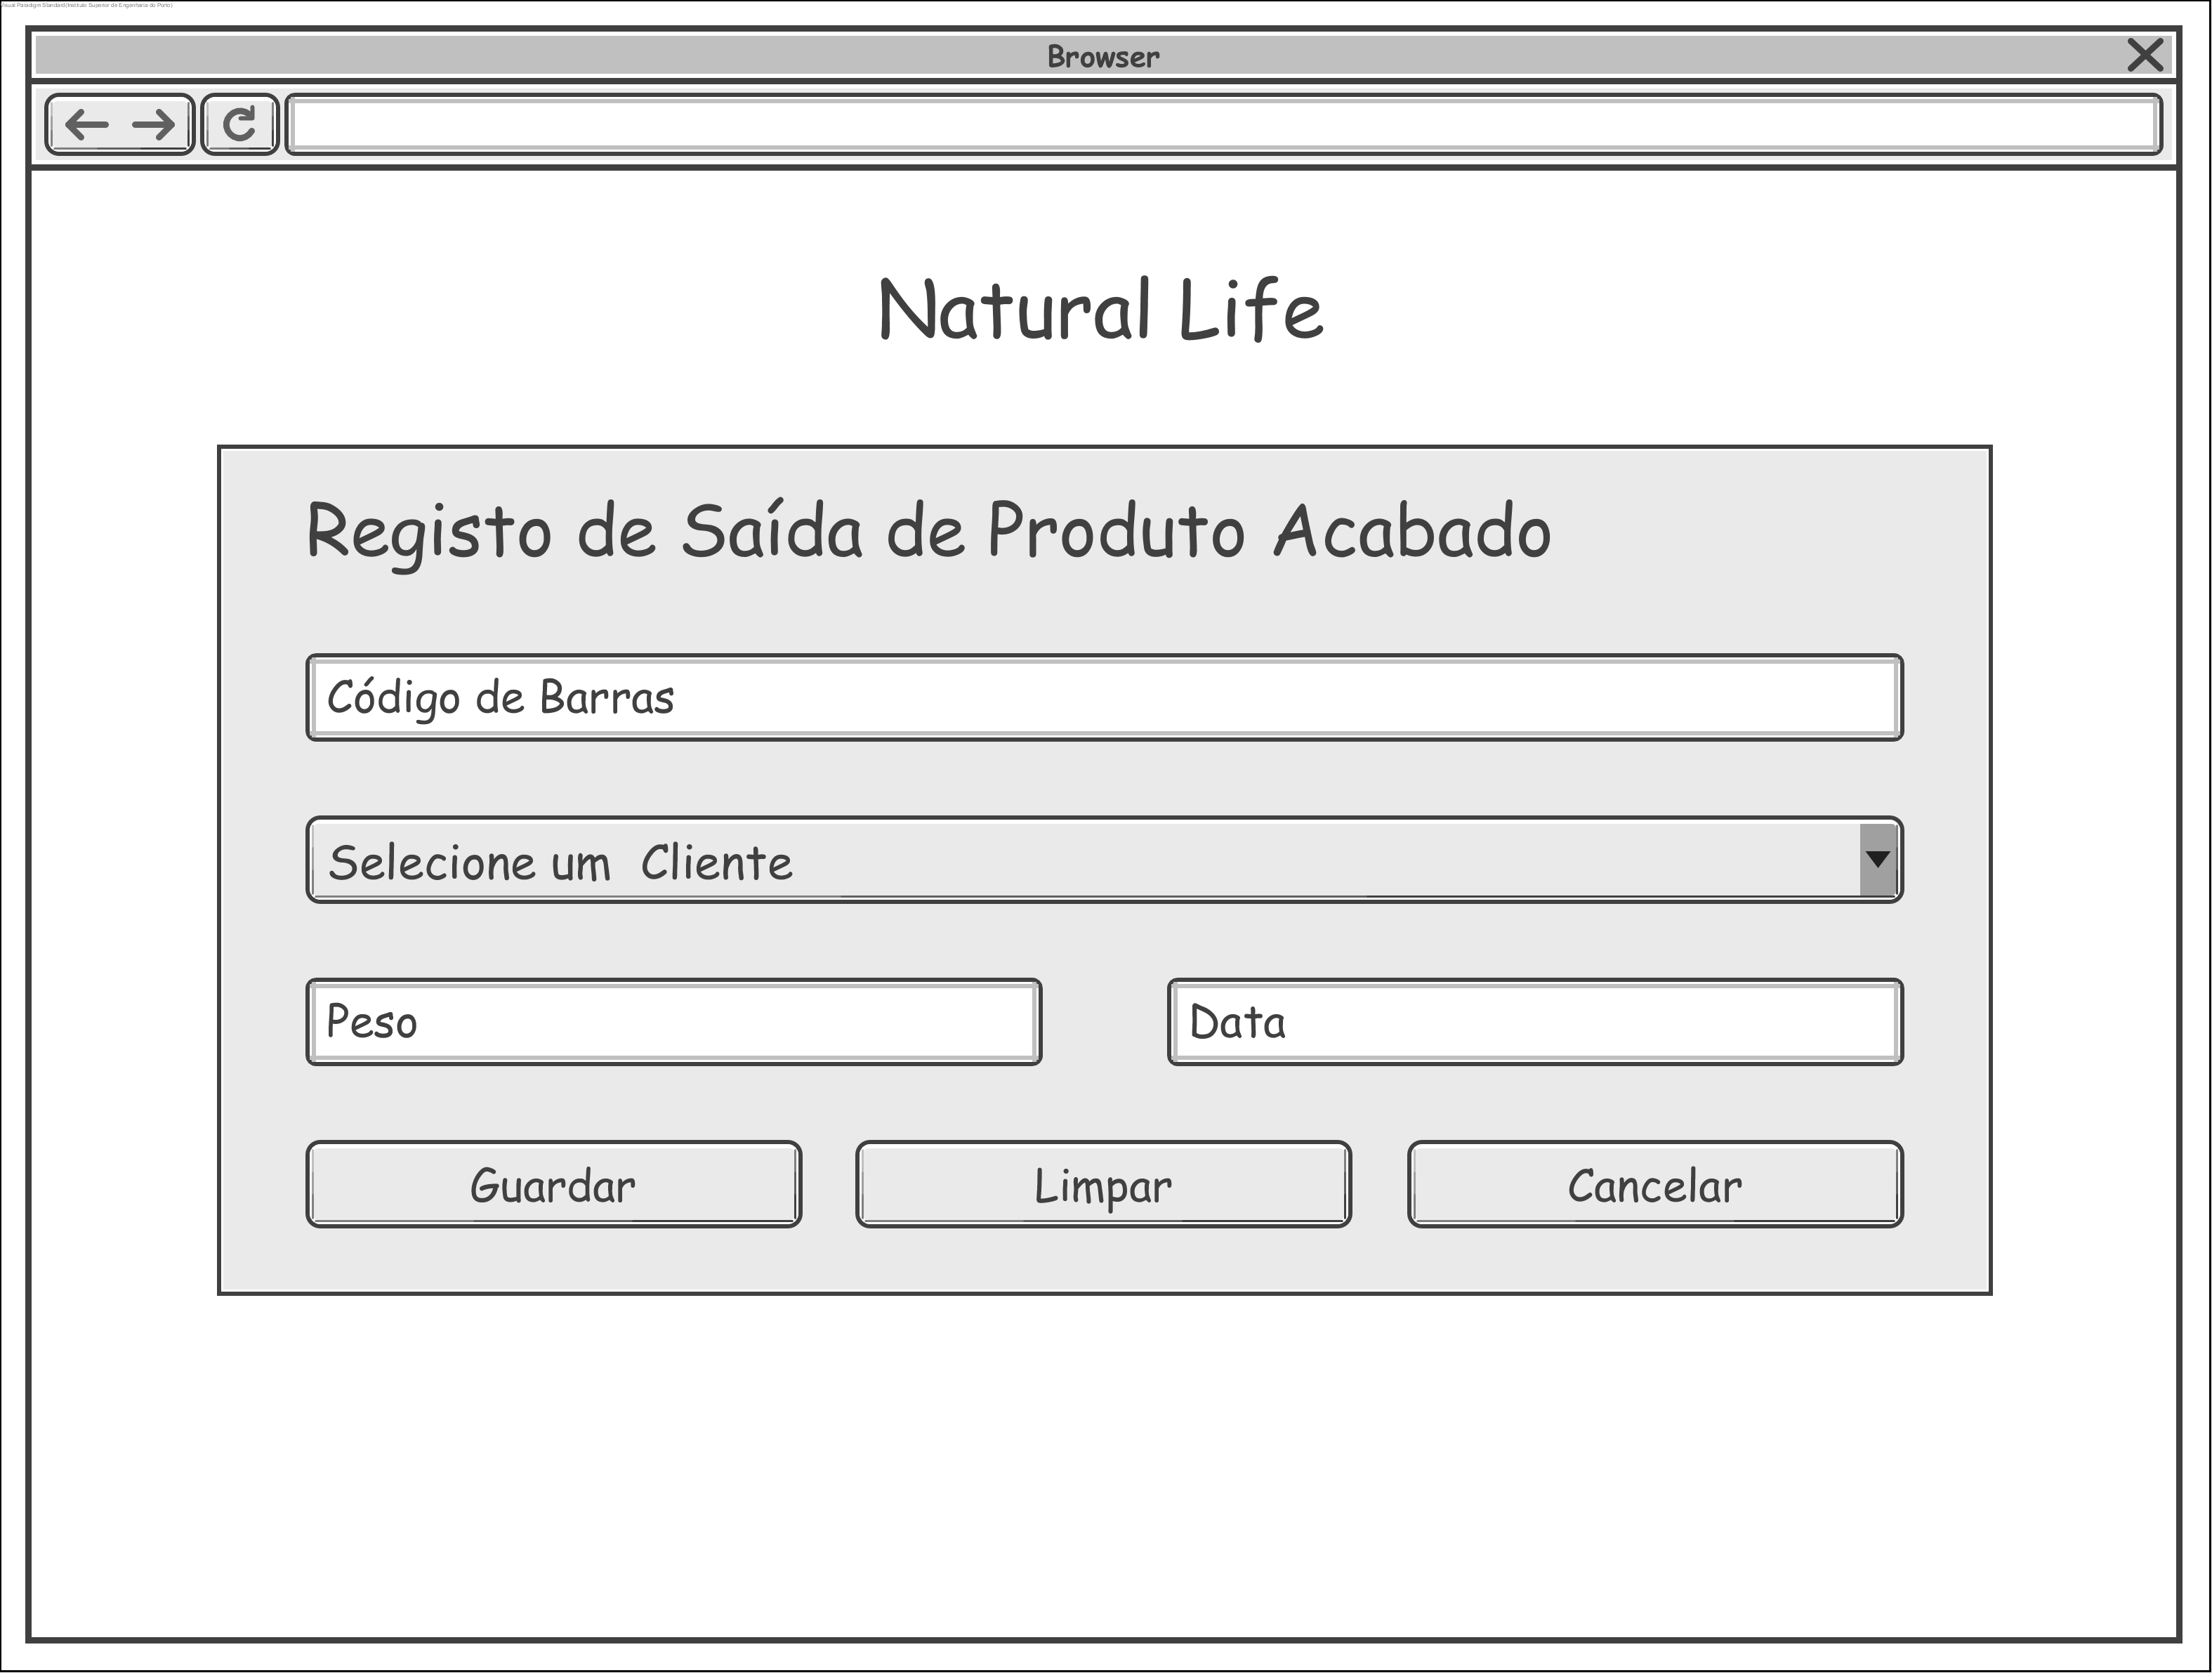 Visual Paradigm Standard(Instituto Superior de Engenharia do Porto)
Browser
Natural Life
Registo de Saída de Produto Acabado
Código de Barras
Selecione um  Cliente
Peso
Data
Guardar
Limpar
Cancelar